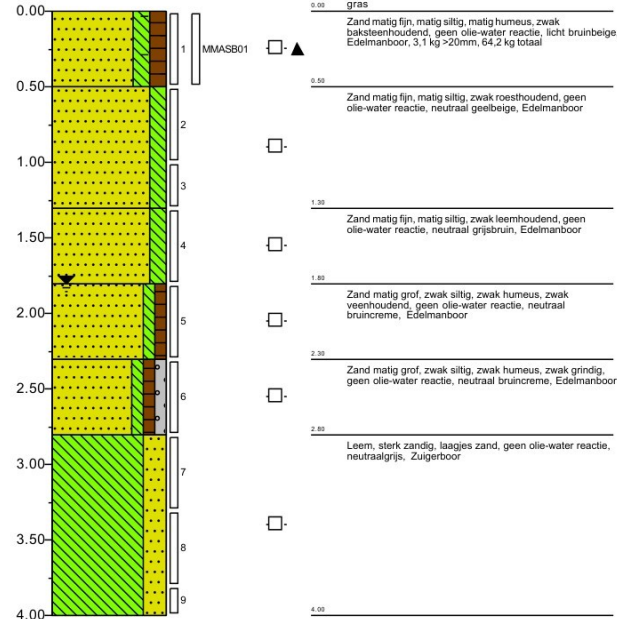 0.00
0.50
1.00
1.50
2.00
2.50
3.00
3.50
4.00
1
MMASB01
2
3
4
5
6
7
8
9
0.00
gras
Zand matig fijn, matig siltig, matig humeus, zwak
baksteenhoudend, geen olie-water reactie, licht bruinbeige
Edelmanboor, 3,1 kg >20mm, 64,2 kg totaal
0.50
Zand matig fijn, matig siltig, zwak roesthoudend, geen
olie-water reactie, neutraal geelbeige, Edelmanboor
1.30
Zand matig fijn, matig siltig, zwak leemhoudend, geen
olie-water reactie, neutraal grijsbruin, Edelmanboor
1.80
Zand matig grof, zwak siltig, zwak humeus, zwak
veenhoudend, geen olie-water reactie, neutraal
bruincreme, Edelmanboor
2.30
Zand matig grof, zwak siltig, zwak humeus, zwak grindig,
geen olie-water reactie, neutraal bruincreme, Edelmanboor
2.80
Leem, sterk zandig, laagjes zand, geen olie-water reactie,
neutraalgrijs, Zuigerboor
4.00